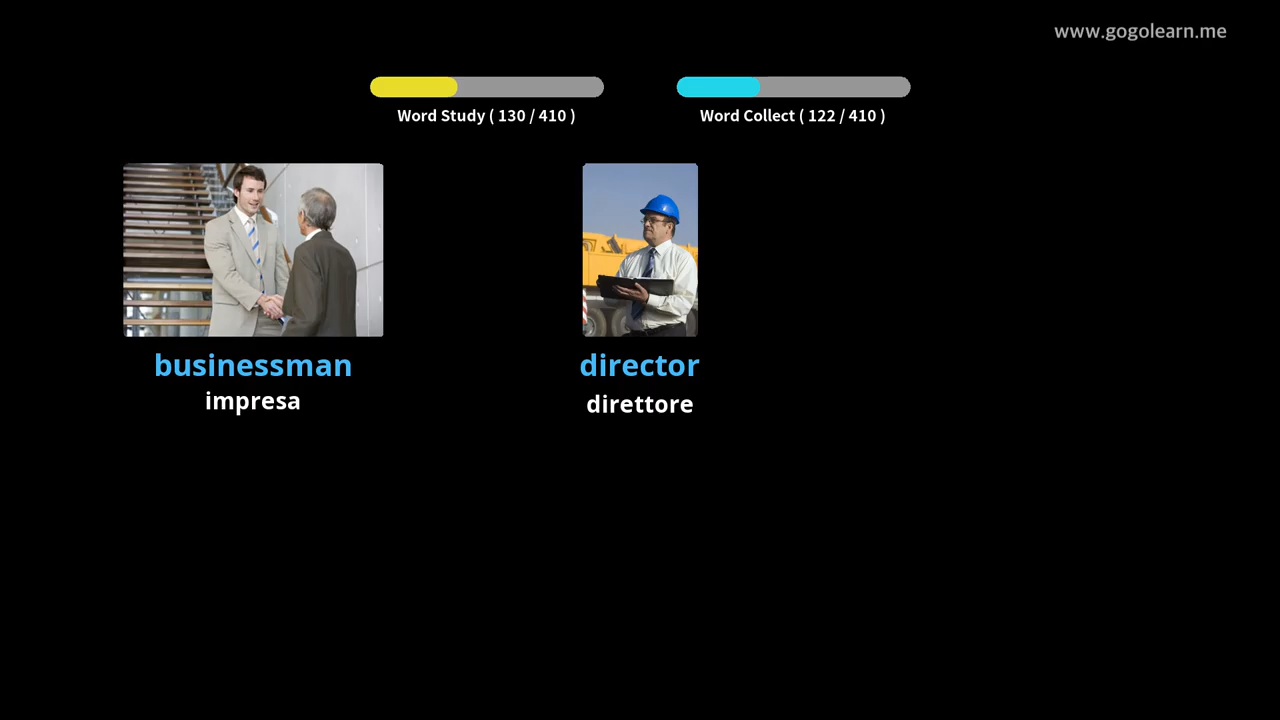 www.gogolearn.me
Word Study ( 130 / 410 )
Word Collect ( 122 / 410 )
businessman
impresa
director
direttore